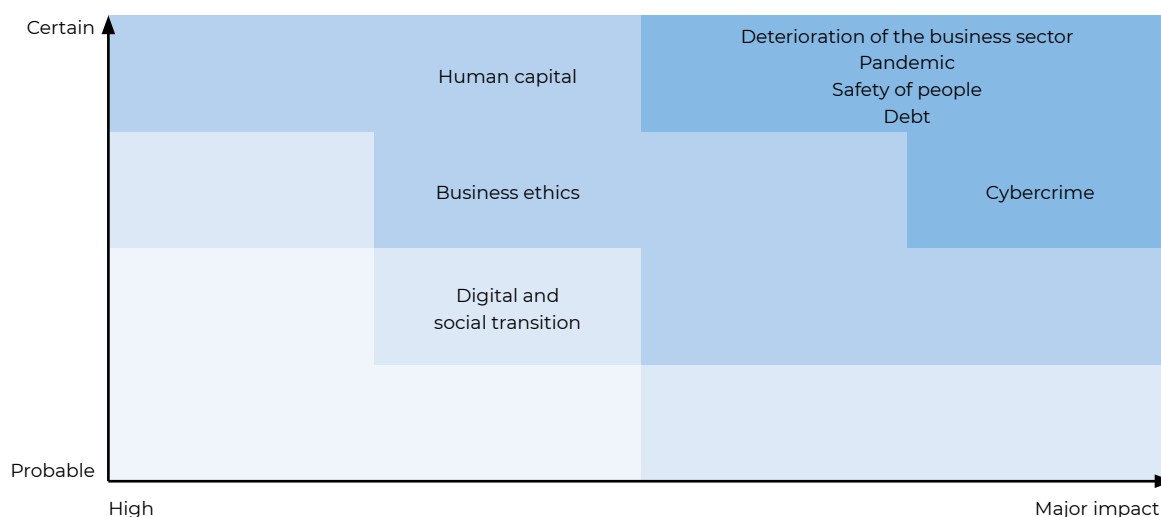 Certain
Deterioration of the business sector
Pandemic
Human capital
Safety of people
Debt
Business ethics
Cybercrime
Digital and
social transition
Probable
High
Major impact